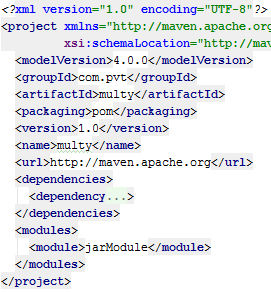 <?xml version="1.0" encoding="UTF-8"?>
<project xmlns="http://maven.apache.org
xsi:schemaLocation="http://mav
<modelVersion>4.0.0</modelVersion>
<groupId>com.pvt</groupId>
<artifactId>multy</artifactId>
<packaging>pom</packaging>
<version>1.0</version>
<name>multy</name>
<url>http://maven.apache.org</url>
<dependencies>
<dependency...>
</dependencies>
<modules>
<module>jarModule</module>
</modules>
</project>